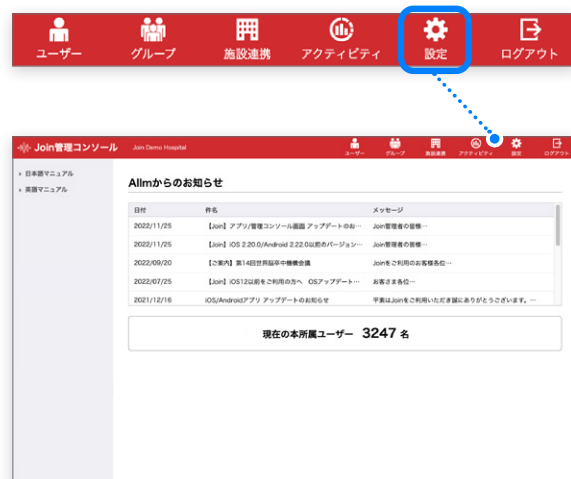 ユーザー グループ 施設連携 アクティビティ 設定 ログアウト
Join管理コンソール Join Demo Hospital ユーザー グループ 施設連携 アクティビティ 設定 ログアウト
日本語マニュアル
英語マニュアル
Allmからのお知らせ
日付 件名 メッセージ
2022/11/25 【Join】アプリ/管理コンソール画面 アップデートのお… Join管理者の皆様…
2022/11/25 【Join】iOS 2.20.0/Android 2.22.0以前のバージョン… Join管理者の皆様…
2022/09/20 【ご案内】第14回世界脳卒中機構会議 Joinをご利用のお客様各位…
2022/07/25 【Join】iOS12以前をご利用の方へ OSアップデート… お客さま各位…
2021/12/16 iOS/Androidアプリ アップデートのお知らせ 平素はJoinをご利用いただき誠にありがとうございます。…
現在の本所属ユーザー 3247 名